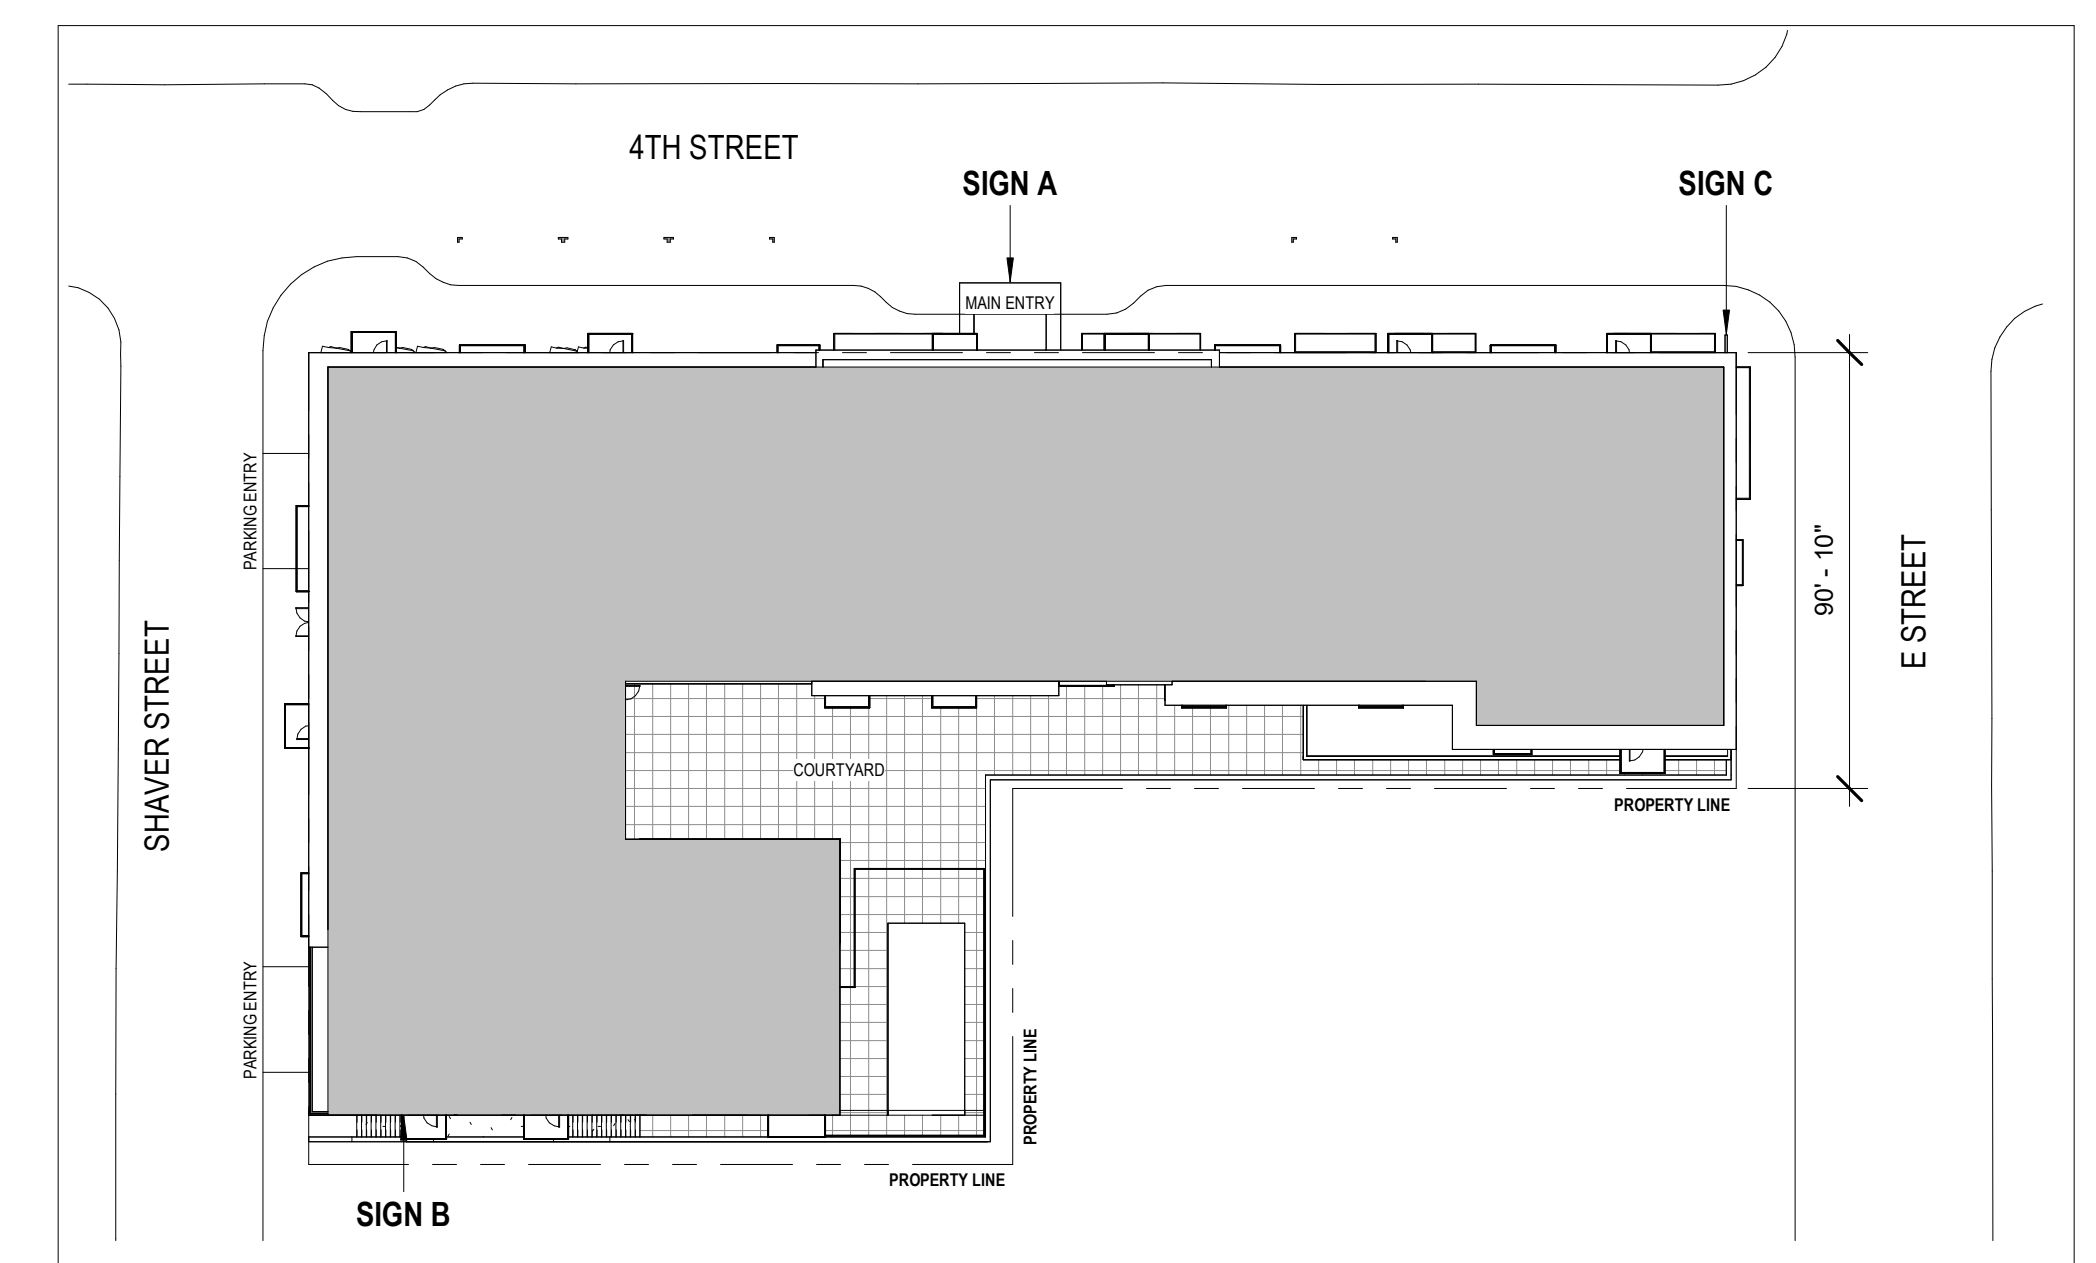 4TH STREET
SIGN A
SIGN C
MAIN ENTRY
PARKING ENTRY
90' - 10"
E STREET
SHAVER STREET
COURTYARD
PROPERTY LINE
PARKING ENTRY
PROPERTY LINE
PROPERTY LINE
SIGN B